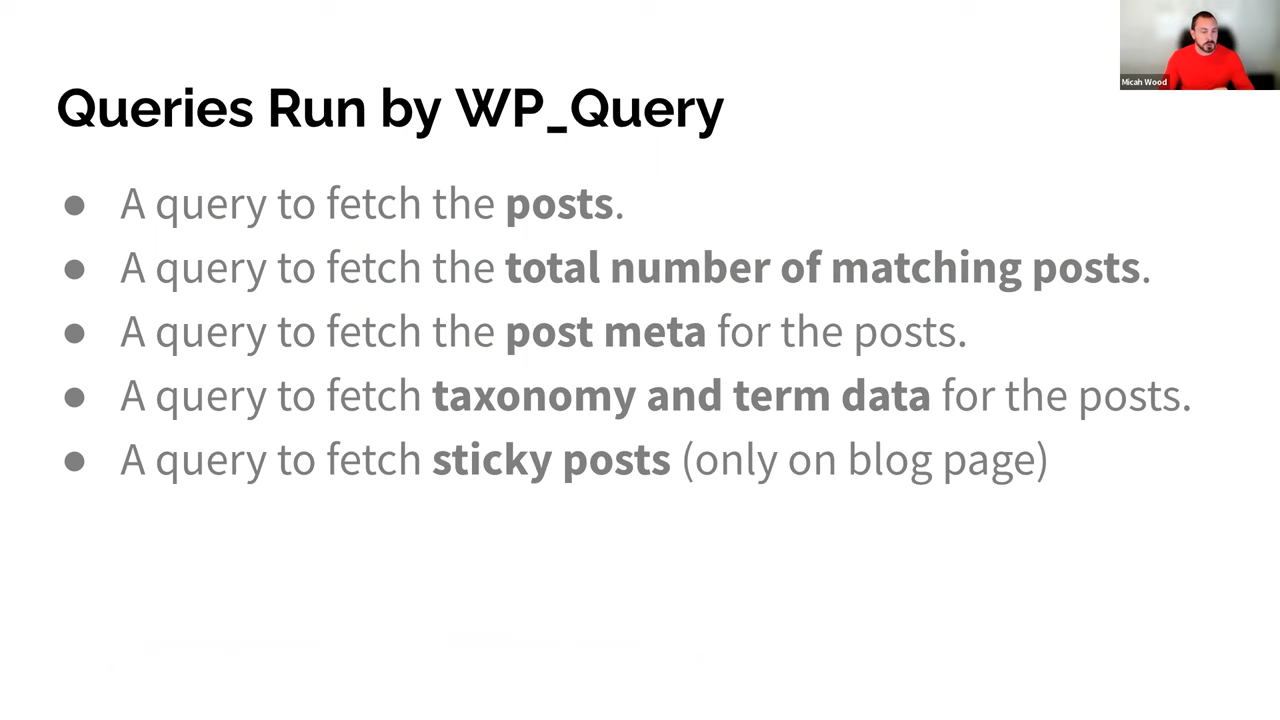 Micah Wood
Queries Run by WP_Query
● A query to fetch the posts.
● A query to fetch the total number of matching posts.
● A query to fetch the post meta for the posts.
● A query to fetch taxonomy and term data for the posts.
● A query to fetch sticky posts (only on blog page)